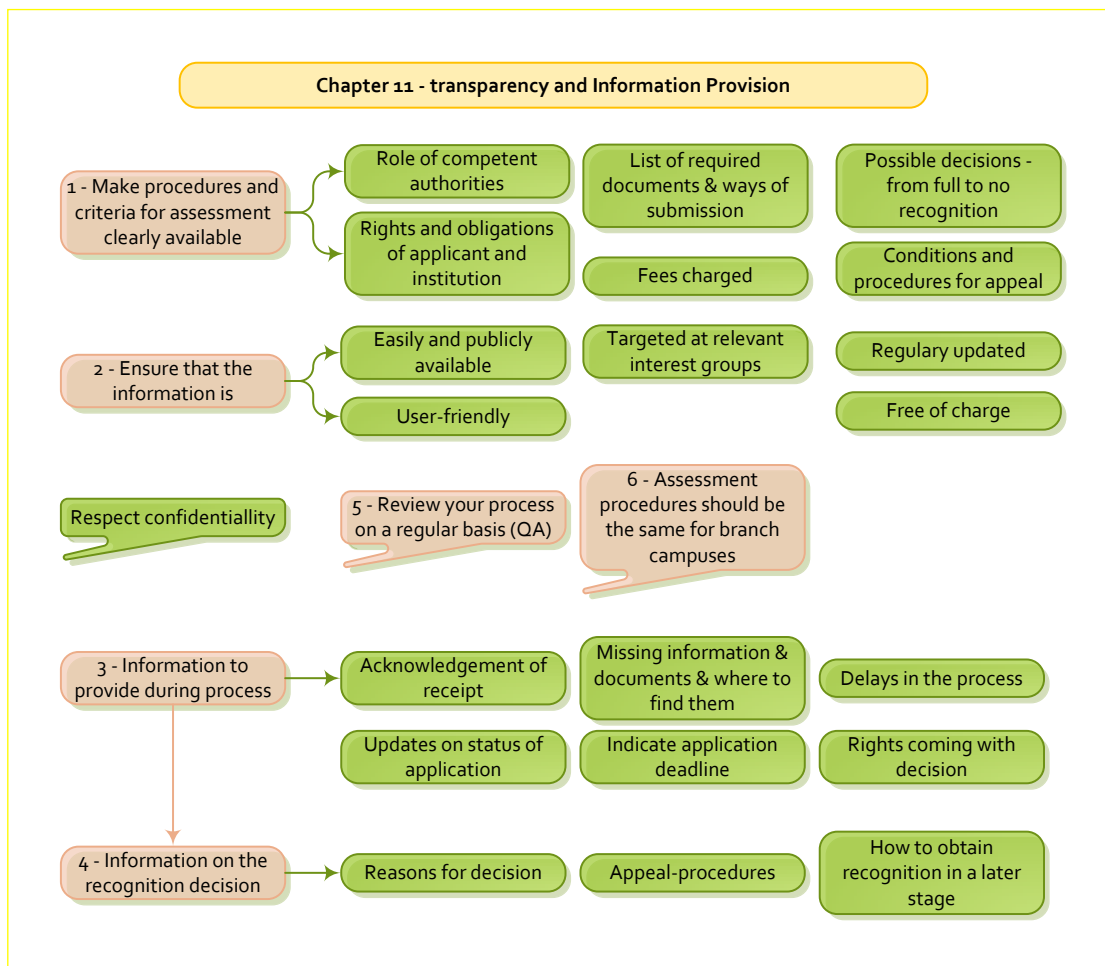 Chapter 11 - transparency and Information Provision
1 - Make procedures and
criteria for assessment
clearly available
Role of competent
authorities
Rights and obligations
of applicant and
institution
List of required
documents & ways of
submission
Fees charged
Possible decisions -
from full to no
recognition
Conditions and
procedures for appeal
2 - Ensure that the
information is
Easily and publicly
available
User-friendly
Targeted at relevant
interest groups
Regulary updated
Free of charge
Respect confidentiallity
5 - Review your process
on a regular basis (QA)
6 - Assessment
procedures should be
the same for branch
campuses
3 - Information to
provide during process
Acknowledgement of
receipt
Missing information &
documents & where to
find them
Delays in the process
Updates on status of
application
Indicate application
deadline
Rights coming with
decision
4 - Information on the
recognition decision
Reasons for decision
Appeal-procedures
How to obtain
recognition in a later
stage